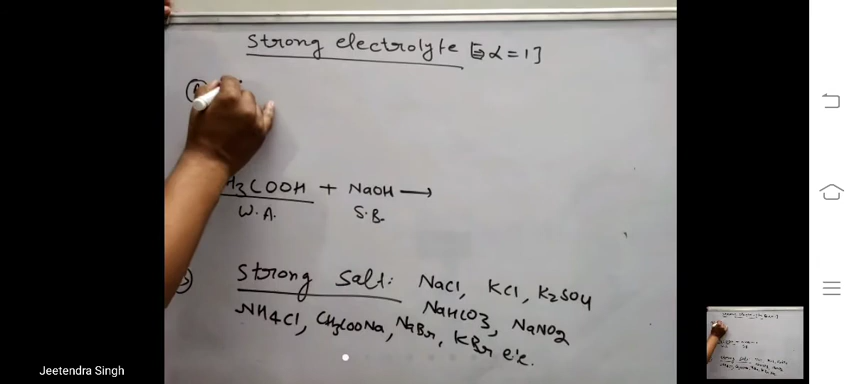 Strong electrolyte [⇒ α = 1]
H3COOH + NaOH →
W.A. S.B.
Strong Salt: NaCl, KCl, K2SO4
NaHCO3, NaNO2
NH4Cl, CH3COONa, NaBr, KBr etc.
Jeetendra Singh